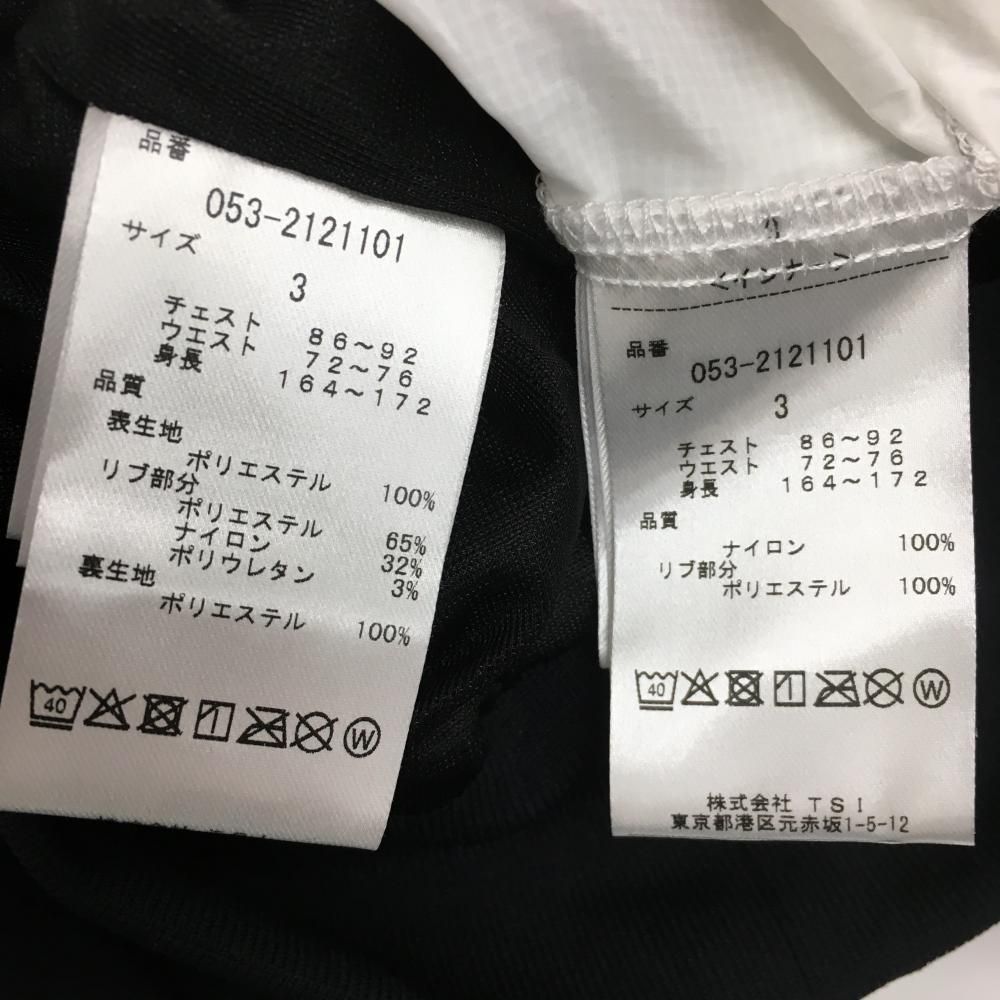 品番
053-2121101
サイズ
3
チェスト 86～92
ウエスト 72～76
身長 164～172
品質
表生地
ポリエステル 100%
リブ部分
ポリエステル 65%
ナイロン 32%
ポリウレタン 3%
裏生地
ポリエステル 100%
40 W
＜インナー＞
品番
053-2121101
サイズ 3
チェスト 86～92
ウエスト 72～76
身長 164～172
品質
ナイロン 100%
リブ部分
ポリエステル 100%
40 W
株式会社 TSI
東京都港区元赤坂1-5-12